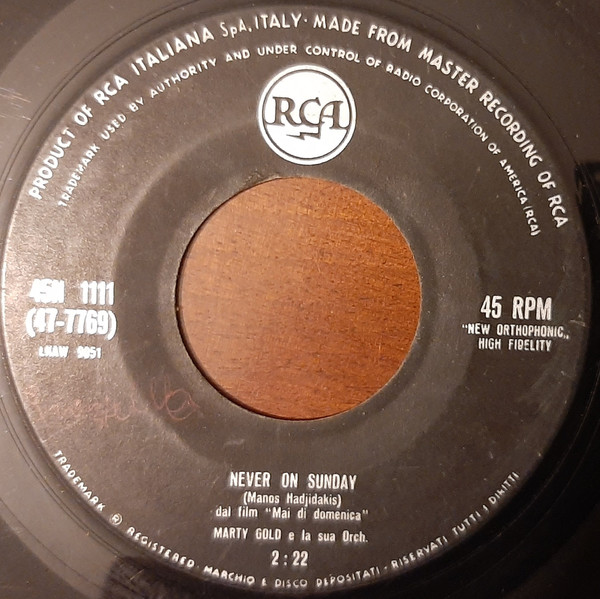 PRODUCT OF RCA ITALIANA SpA, ITALY · MADE FROM MASTER RECORDING OF RCA
TRADEMARK USED BY AUTHORITY AND UNDER CONTROL OF RADIO CORPORATION OF AMERICA (RCA)
RCA
45N 1111
(47-7769)
45 RPM
"NEW ORTHOPHONIC„
HIGH FIDELITY
NEVER ON SUNDAY
(Manos Hadjidakis)
dal film "Mai di domenica"
MARTY GOLD e la sua Orch.
2:22
TRADEMARK ® REGISTERED · MARCHIO E DISCO DEPOSITATI · RISERVATI TUTTI I DIRITTI